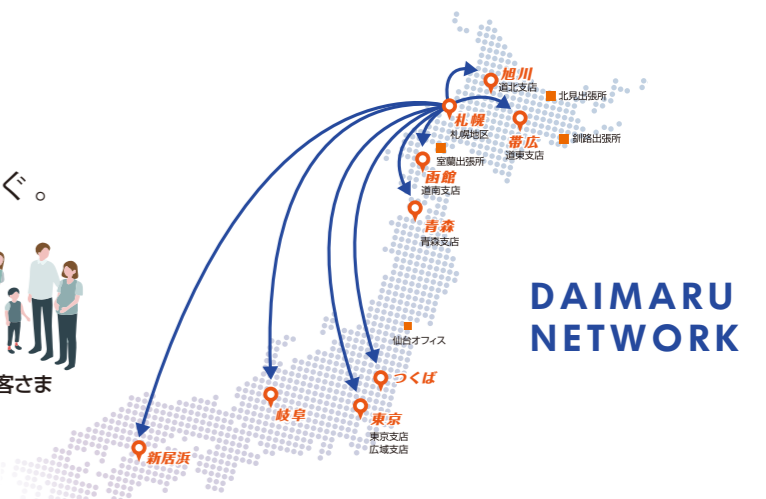 旭川
道北支店
北見出張所
札幌
札幌地区
帯広
道東支店
釧路出張所
室蘭出張所
函館
道南支店
ぐ。
青森
青森支店
DAIMARU
NETWORK
仙台オフィス
つくば
客さま
岐阜
東京
東京支店
広域支店
新居浜